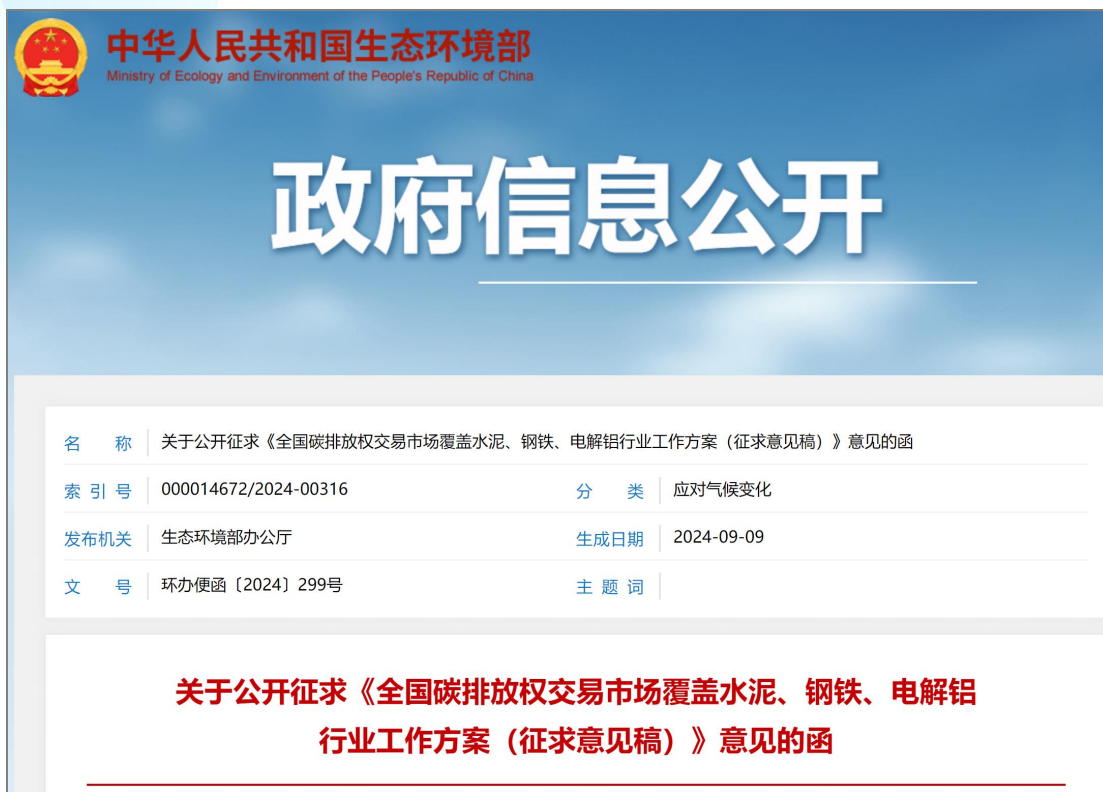 中华人民共和国生态环境部
Ministry of Ecology and Environment of the People's Republic of China
政府信息公开
名 称 关于公开征求《全国碳排放权交易市场覆盖水泥、钢铁、电解铝行业工作方案（征求意见稿）》意见的函
索引号 000014672/2024-00316 分 类 应对气候变化
发布机关 生态环境部办公厅 生成日期 2024-09-09
文 号 环办便函〔2024〕299号 主题词
关于公开征求《全国碳排放权交易市场覆盖水泥、钢铁、电解铝
行业工作方案（征求意见稿）》意见的函